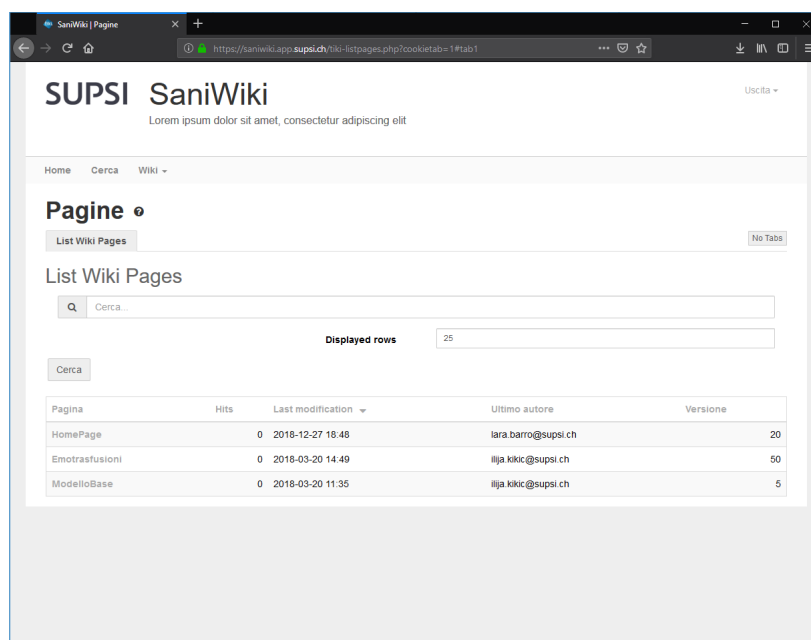 SaniWiki | Pagine
https://saniwiki.app.supsi.ch/tiki-listpages.php?cookietab=1#tab1
SUPSI SaniWiki
Uscita
Lorem ipsum dolor sit amet, consectetur adipiscing elit
Home Cerca Wiki
Pagine
List Wiki Pages
No Tabs
List Wiki Pages
Cerca...
Displayed rows 25
Cerca
Pagina Hits Last modification Ultimo autore Versione
HomePage 0 2018-12-27 18:48 lara.barro@supsi.ch 20
Emotrasfusioni 0 2018-03-20 14:49 ilija.kikic@supsi.ch 50
ModelloBase 0 2018-03-20 11:35 ilija.kikic@supsi.ch 5